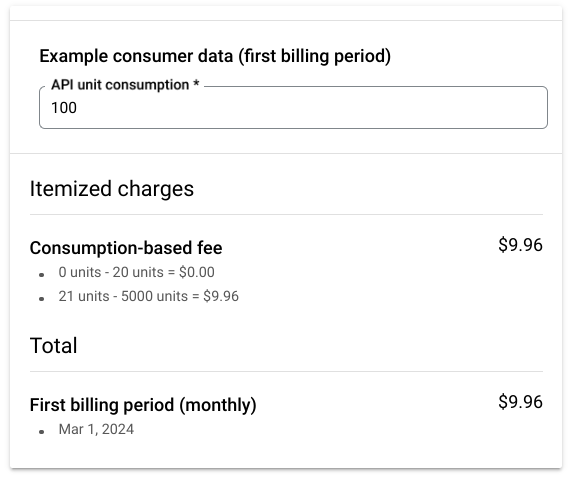 Example consumer data (first billing period)
API unit consumption *
100
Itemized charges
Consumption-based fee $9.96
0 units - 20 units = $0.00
21 units - 5000 units = $9.96
Total
First billing period (monthly) $9.96
Mar 1, 2024